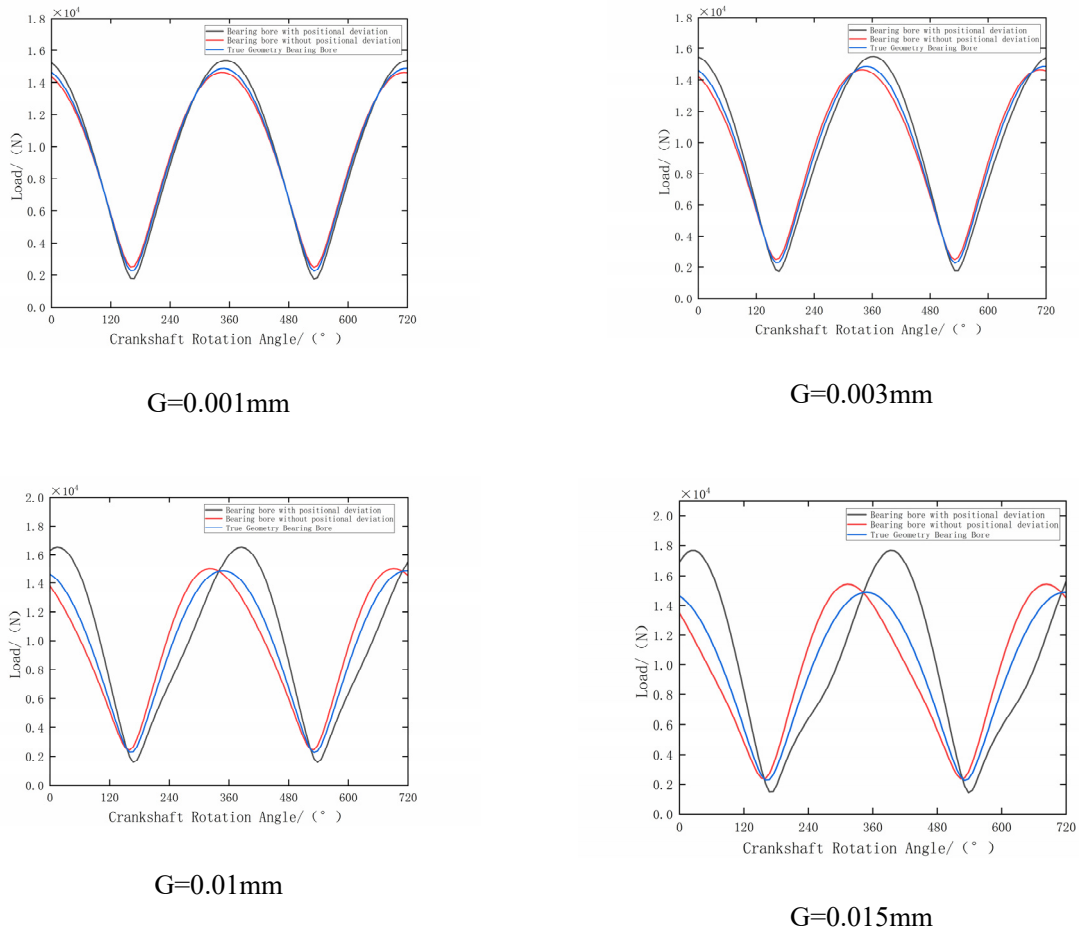 ×10⁴
1.8
1.6
1.4
1.2
1.0
0.8
0.6
0.4
0.2
0.0
Load/ (N)
Bearing bore with positional deviation
Bearing bore without positional deviation
True Geometry Bearing Bore
0 120 240 360 480 600 720
Crankshaft Rotation Angle/ (° )
G=0.001mm
×10⁴
1.8
1.6
1.4
1.2
1.0
0.8
0.6
0.4
0.2
0.0
Load/ (N)
Bearing bore with positional deviation
Bearing bore without positional deviation
True Geometry Bearing Bore
0 120 240 360 480 600 720
Crankshaft Rotation Angle/ (° )
G=0.003mm
×10⁴
2.0
1.8
1.6
1.4
1.2
1.0
0.8
0.6
0.4
0.2
0.0
Load/ (N)
Bearing bore with positional deviation
Bearing bore without positional deviation
True Geometry Bearing Bore
0 120 240 360 480 600 720
Crankshaft Rotation Angle/ (° )
G=0.01mm
×10⁴
2.0
1.8
1.6
1.4
1.2
1.0
0.8
0.6
0.4
0.2
0.0
Load/ (N)
Bearing bore with positional deviation
Bearing bore without positional deviation
True Geometry Bearing Bore
0 120 240 360 480 600 720
Crankshaft Rotation Angle/ (° )
G=0.015mm